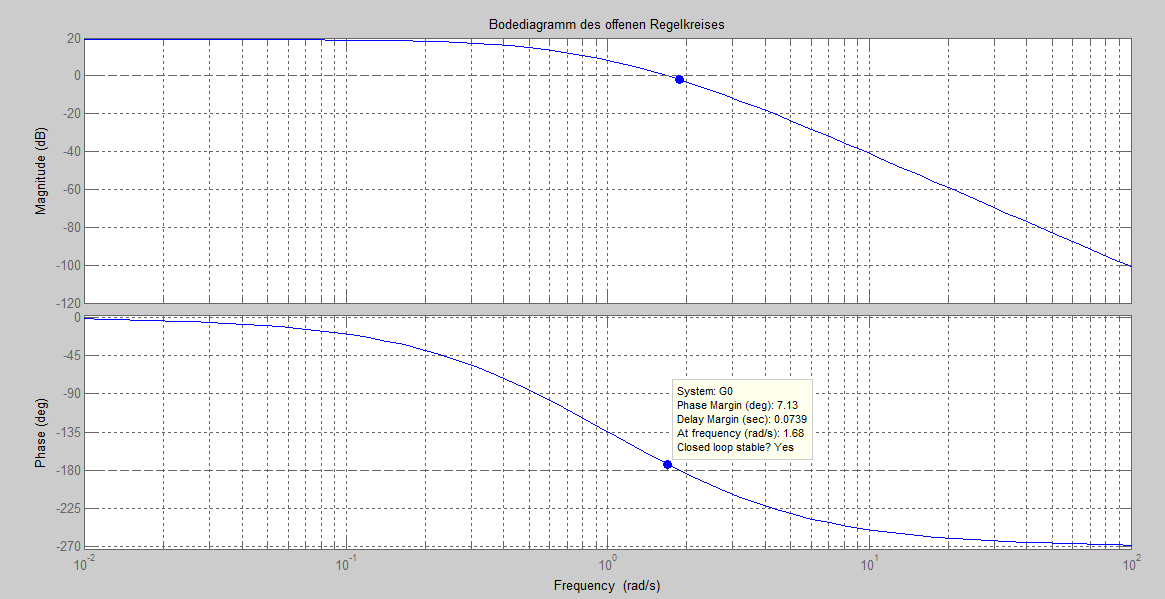 Bodediagramm des offenen Regelkreises
20
0
-20
-40
-60
-80
-100
-120
Magnitude (dB)
0
-45
-90
-135
-180
-225
-270
Phase (deg)
System: G0
Phase Margin (deg): 7.13
Delay Margin (sec): 0.0739
At frequency (rad/s): 1.68
Closed loop stable? Yes
10^-2 10^-1 10^0 10^1 10^2
Frequency (rad/s)